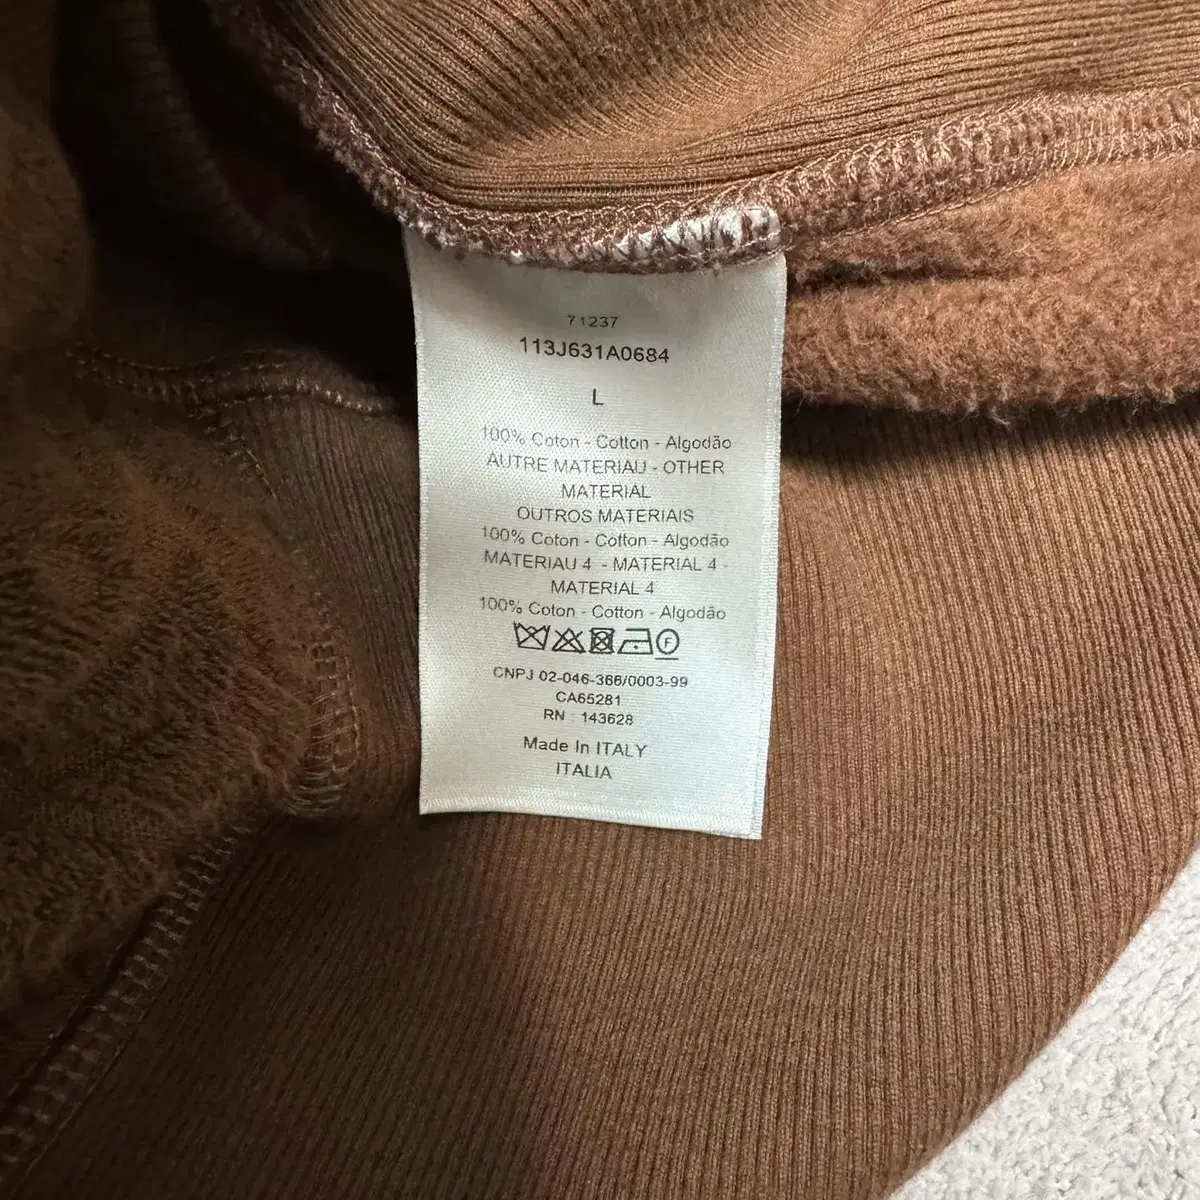 71237
113J631A0684
L
100% Coton - Cotton - Algodão
AUTRE MATERIAU - OTHER
MATERIAL
OUTROS MATERIAIS
100% Coton - Cotton - Algodão
MATERIAU 4 - MATERIAL 4 -
MATERIAL 4
100% Coton - Cotton - Algodão
F
CNPJ 02-046-366/0003-99
CA65281
RN : 143628
Made In ITALY
ITALIA